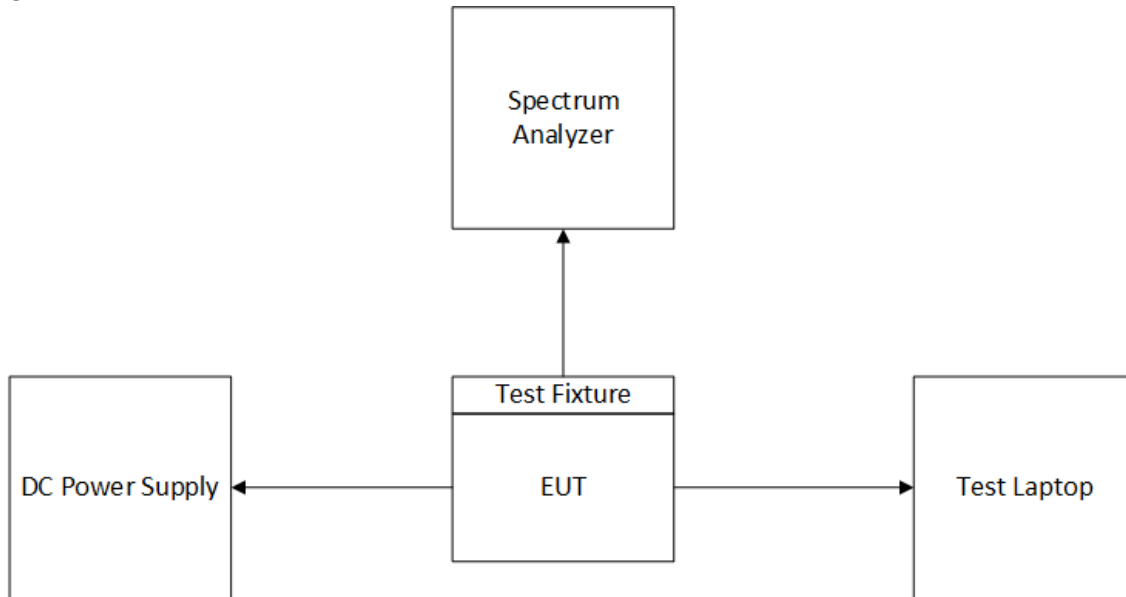 Spectrum
Analyzer
Test Fixture
DC Power Supply
EUT
Test Laptop